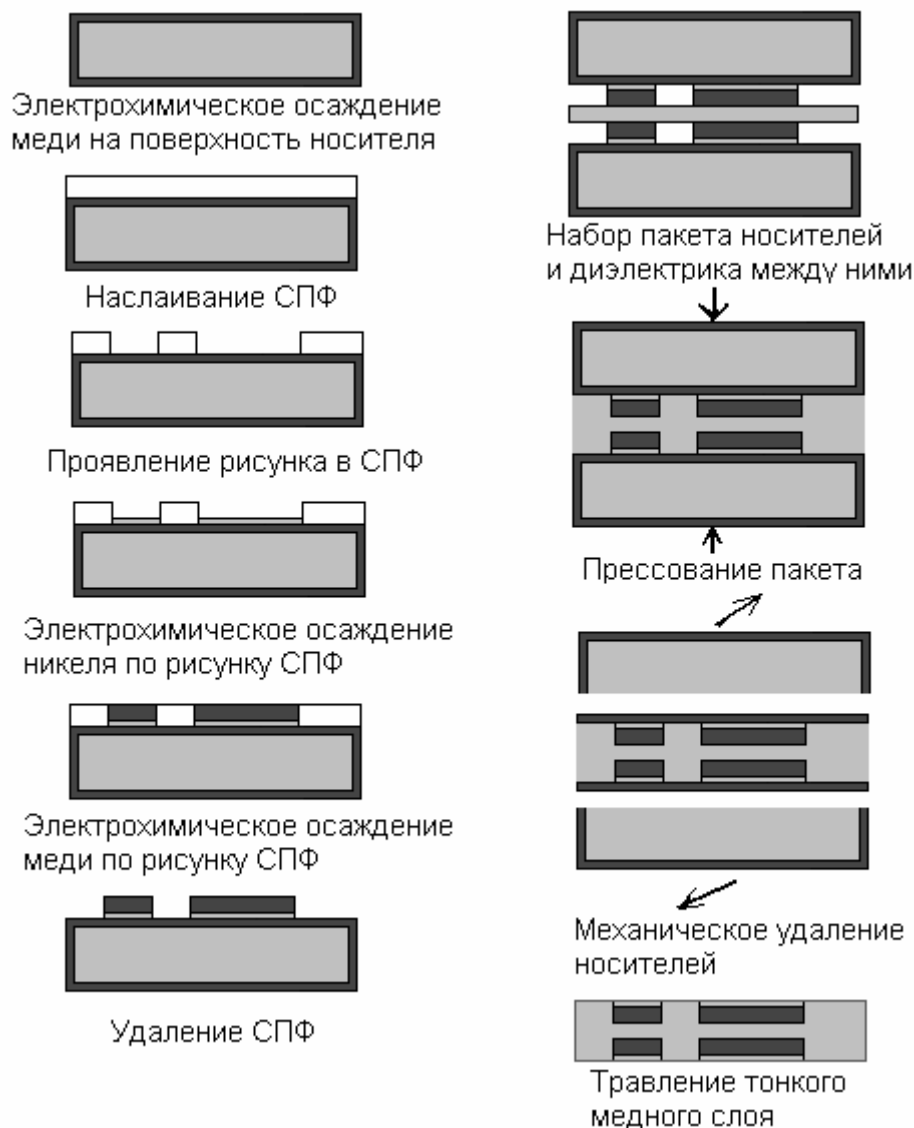 Электрохимическое осаждение
меди на поверхность носителя
Наслаивание СПФ
Проявление рисунка в СПФ
Электрохимическое осаждение
никеля по рисунку СПФ
Электрохимическое осаждение
меди по рисунку СПФ
Удаление СПФ
Набор пакета носителей
и диэлектрика между ними
Прессование пакета
Механическое удаление
носителей
Травление тонкого
медного слоя